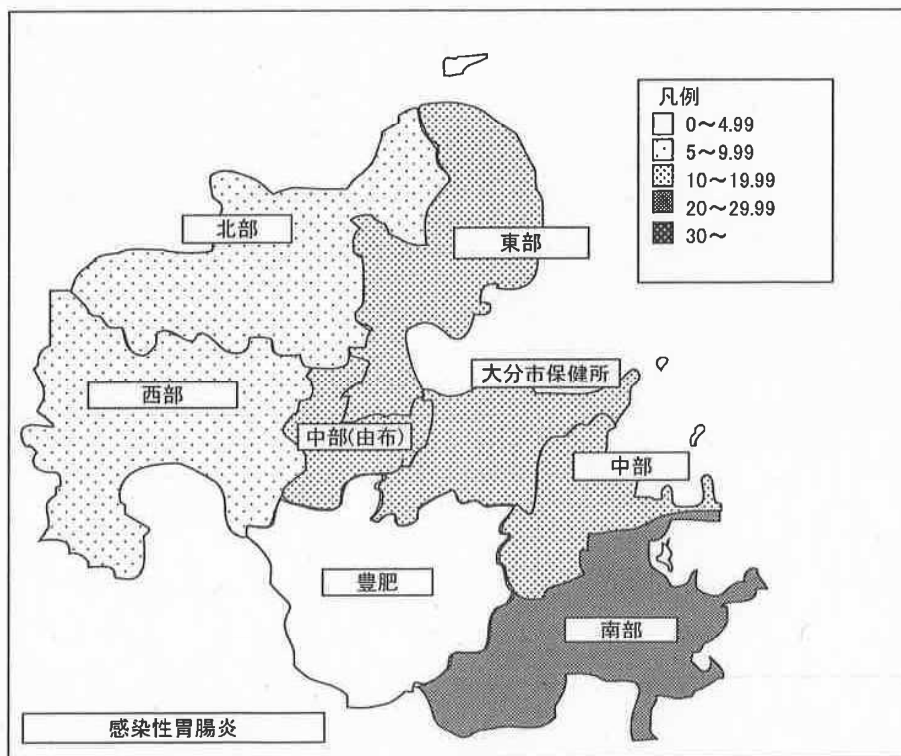 凡例
0～4.99
5～9.99
10～19.99
20～29.99
30～
北部
東部
大分市保健所
西部
中部(由布)
中部
豊肥
南部
感染性胃腸炎